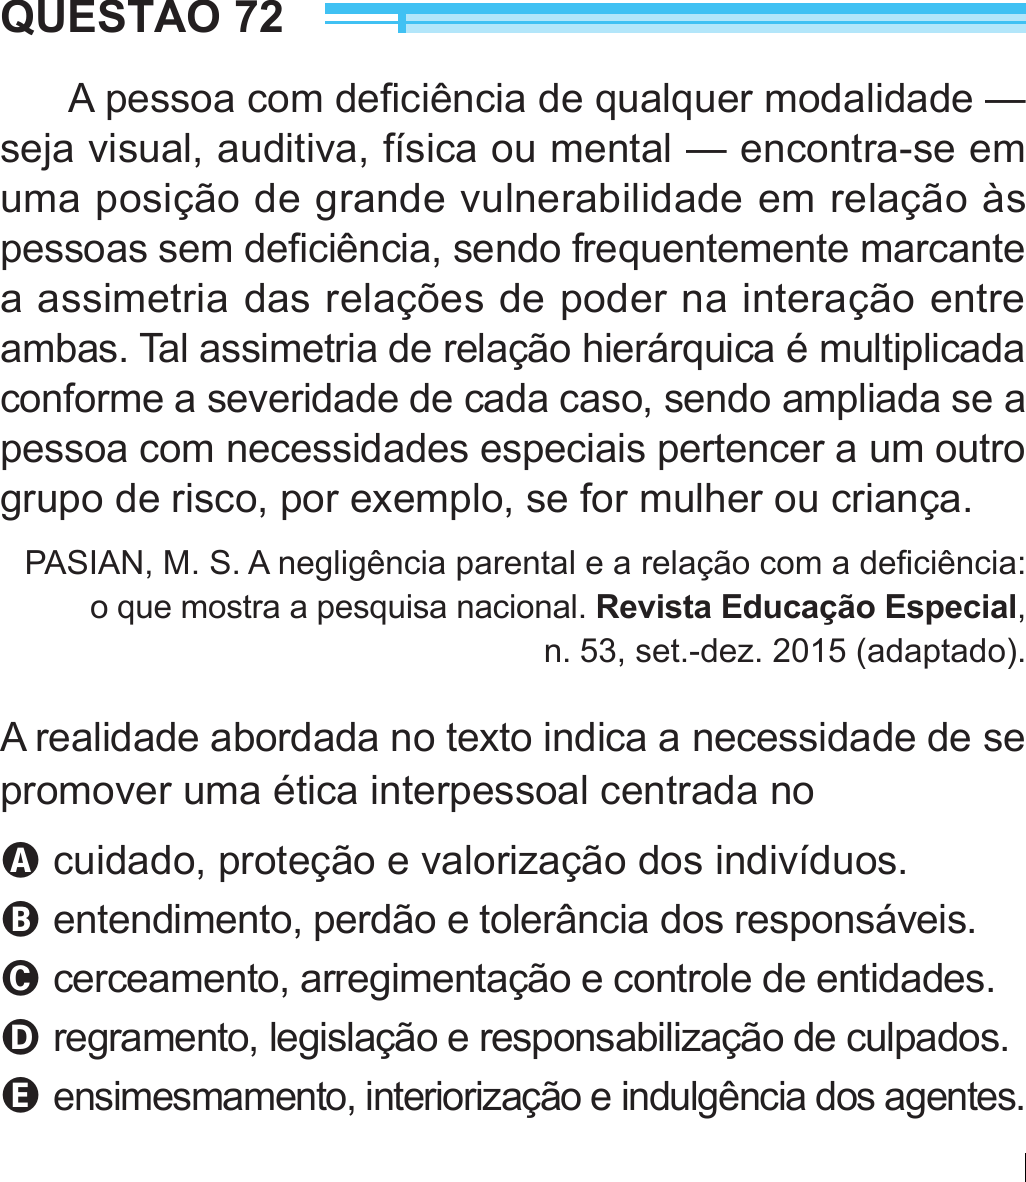 QUESTÃO 72
A pessoa com deficiência de qualquer modalidade —
seja visual, auditiva, física ou mental — encontra-se em
uma posição de grande vulnerabilidade em relação às
pessoas sem deficiência, sendo frequentemente marcante
a assimetria das relações de poder na interação entre
ambas. Tal assimetria de relação hierárquica é multiplicada
conforme a severidade de cada caso, sendo ampliada se a
pessoa com necessidades especiais pertencer a um outro
grupo de risco, por exemplo, se for mulher ou criança.
PASIAN, M. S. A negligência parental e a relação com a deficiência:
o que mostra a pesquisa nacional. Revista Educação Especial,
n. 53, set.-dez. 2015 (adaptado).
A realidade abordada no texto indica a necessidade de se
promover uma ética interpessoal centrada no
A cuidado, proteção e valorização dos indivíduos.
B entendimento, perdão e tolerância dos responsáveis.
C cerceamento, arregimentação e controle de entidades.
D regramento, legislação e responsabilização de culpados.
E ensimesmamento, interiorização e indulgência dos agentes.